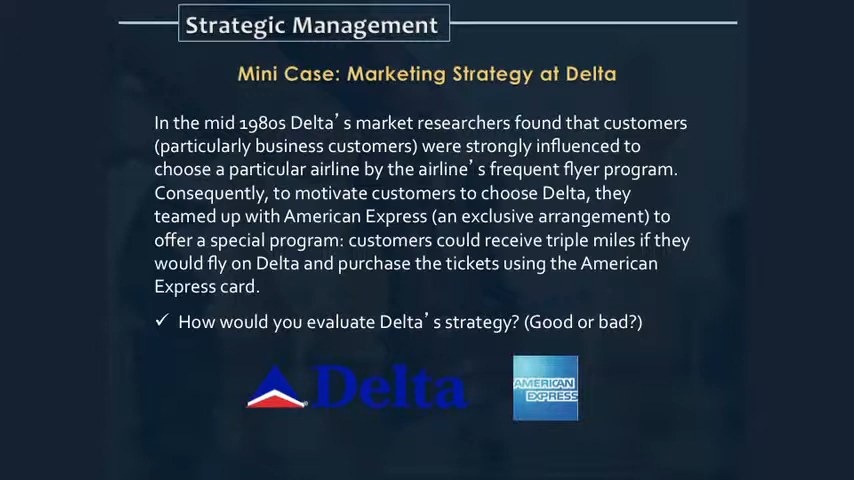 Strategic Management
Mini Case: Marketing Strategy at Delta
In the mid 1980s Delta’s market researchers found that customers
(particularly business customers) were strongly influenced to
choose a particular airline by the airline’s frequent flyer program.
Consequently, to motivate customers to choose Delta, they
teamed up with American Express (an exclusive arrangement) to
offer a special program: customers could receive triple miles if they
would fly on Delta and purchase the tickets using the American
Express card.
✓ How would you evaluate Delta’s strategy? (Good or bad?)
Delta
AMERICAN
EXPRESS